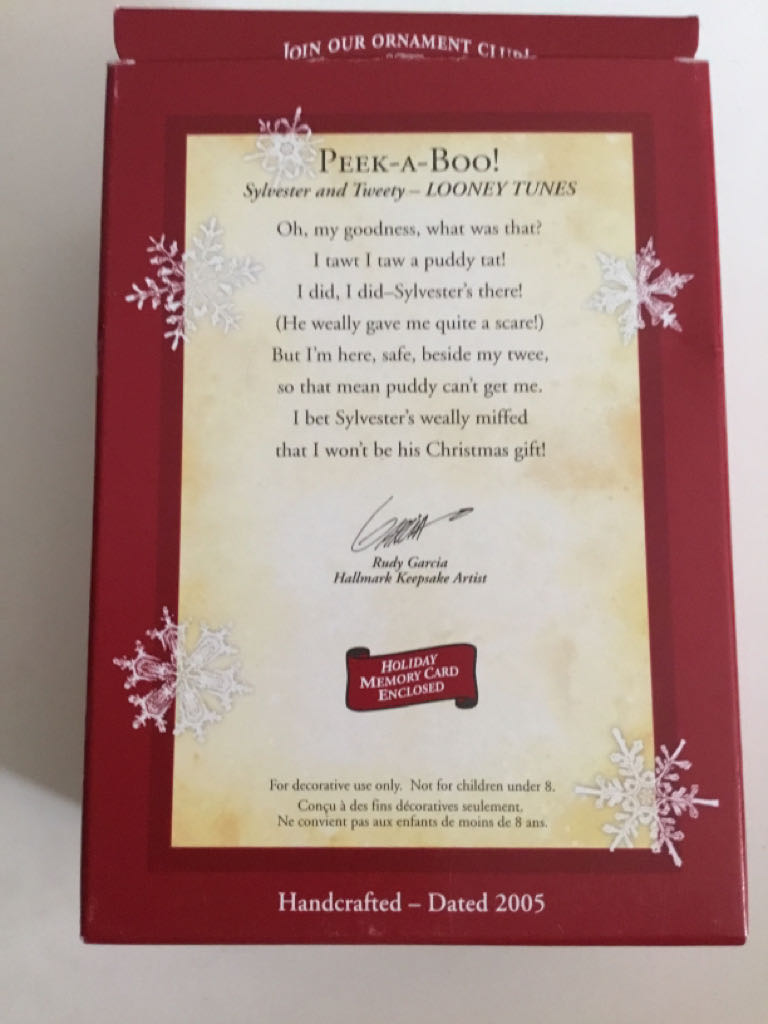 JOIN OUR ORNAMENT CLUB!
PEEK-A-BOO!
Sylvester and Tweety – LOONEY TUNES
Oh, my goodness, what was that?
I tawt I taw a puddy tat!
I did, I did–Sylvester's there!
(He weally gave me quite a scare!)
But I'm here, safe, beside my twee,
so that mean puddy can't get me.
I bet Sylvester's weally miffed
that I won't be his Christmas gift!
GARCIA
Rudy Garcia
Hallmark Keepsake Artist
HOLIDAY
MEMORY CARD
ENCLOSED
For decorative use only. Not for children under 8.
Conçu à des fins décoratives seulement.
Ne convient pas aux enfants de moins de 8 ans.
Handcrafted – Dated 2005